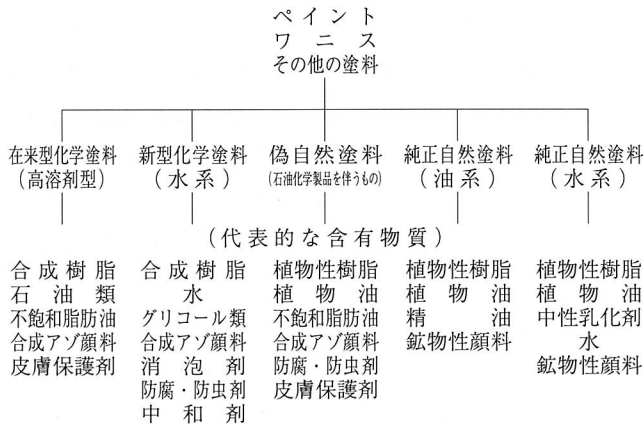 ペイント
ワニス
その他の塗料
在来型化学塗料
(高溶剤型)
新型化学塗料
(水系)
偽自然塗料
(石油化学製品を伴うもの)
純正自然塗料
(油系)
純正自然塗料
(水系)
(代表的な含有物質)
合成樹脂
石油類
不飽和脂肪油
合成アゾ顔料
皮膚保護剤
合成樹脂
水
グリコール類
合成アゾ顔料
消泡剤
防腐・防虫剤
中和剤
植物性樹脂
植物油
不飽和脂肪油
合成アゾ顔料
防腐・防虫剤
皮膚保護剤
植物性樹脂
植物油
精油
鉱物性顔料
植物性樹脂
植物油
中性乳化剤
水
鉱物性顔料